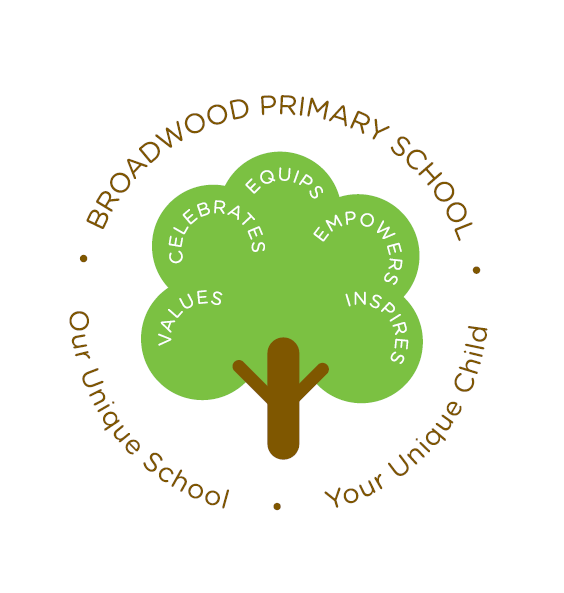 BROADWOOD PRIMARY SCHOOL
VALUES
CELEBRATES
EQUIPS
EMPOWERS
INSPIRES
Our Unique School
Your Unique Child